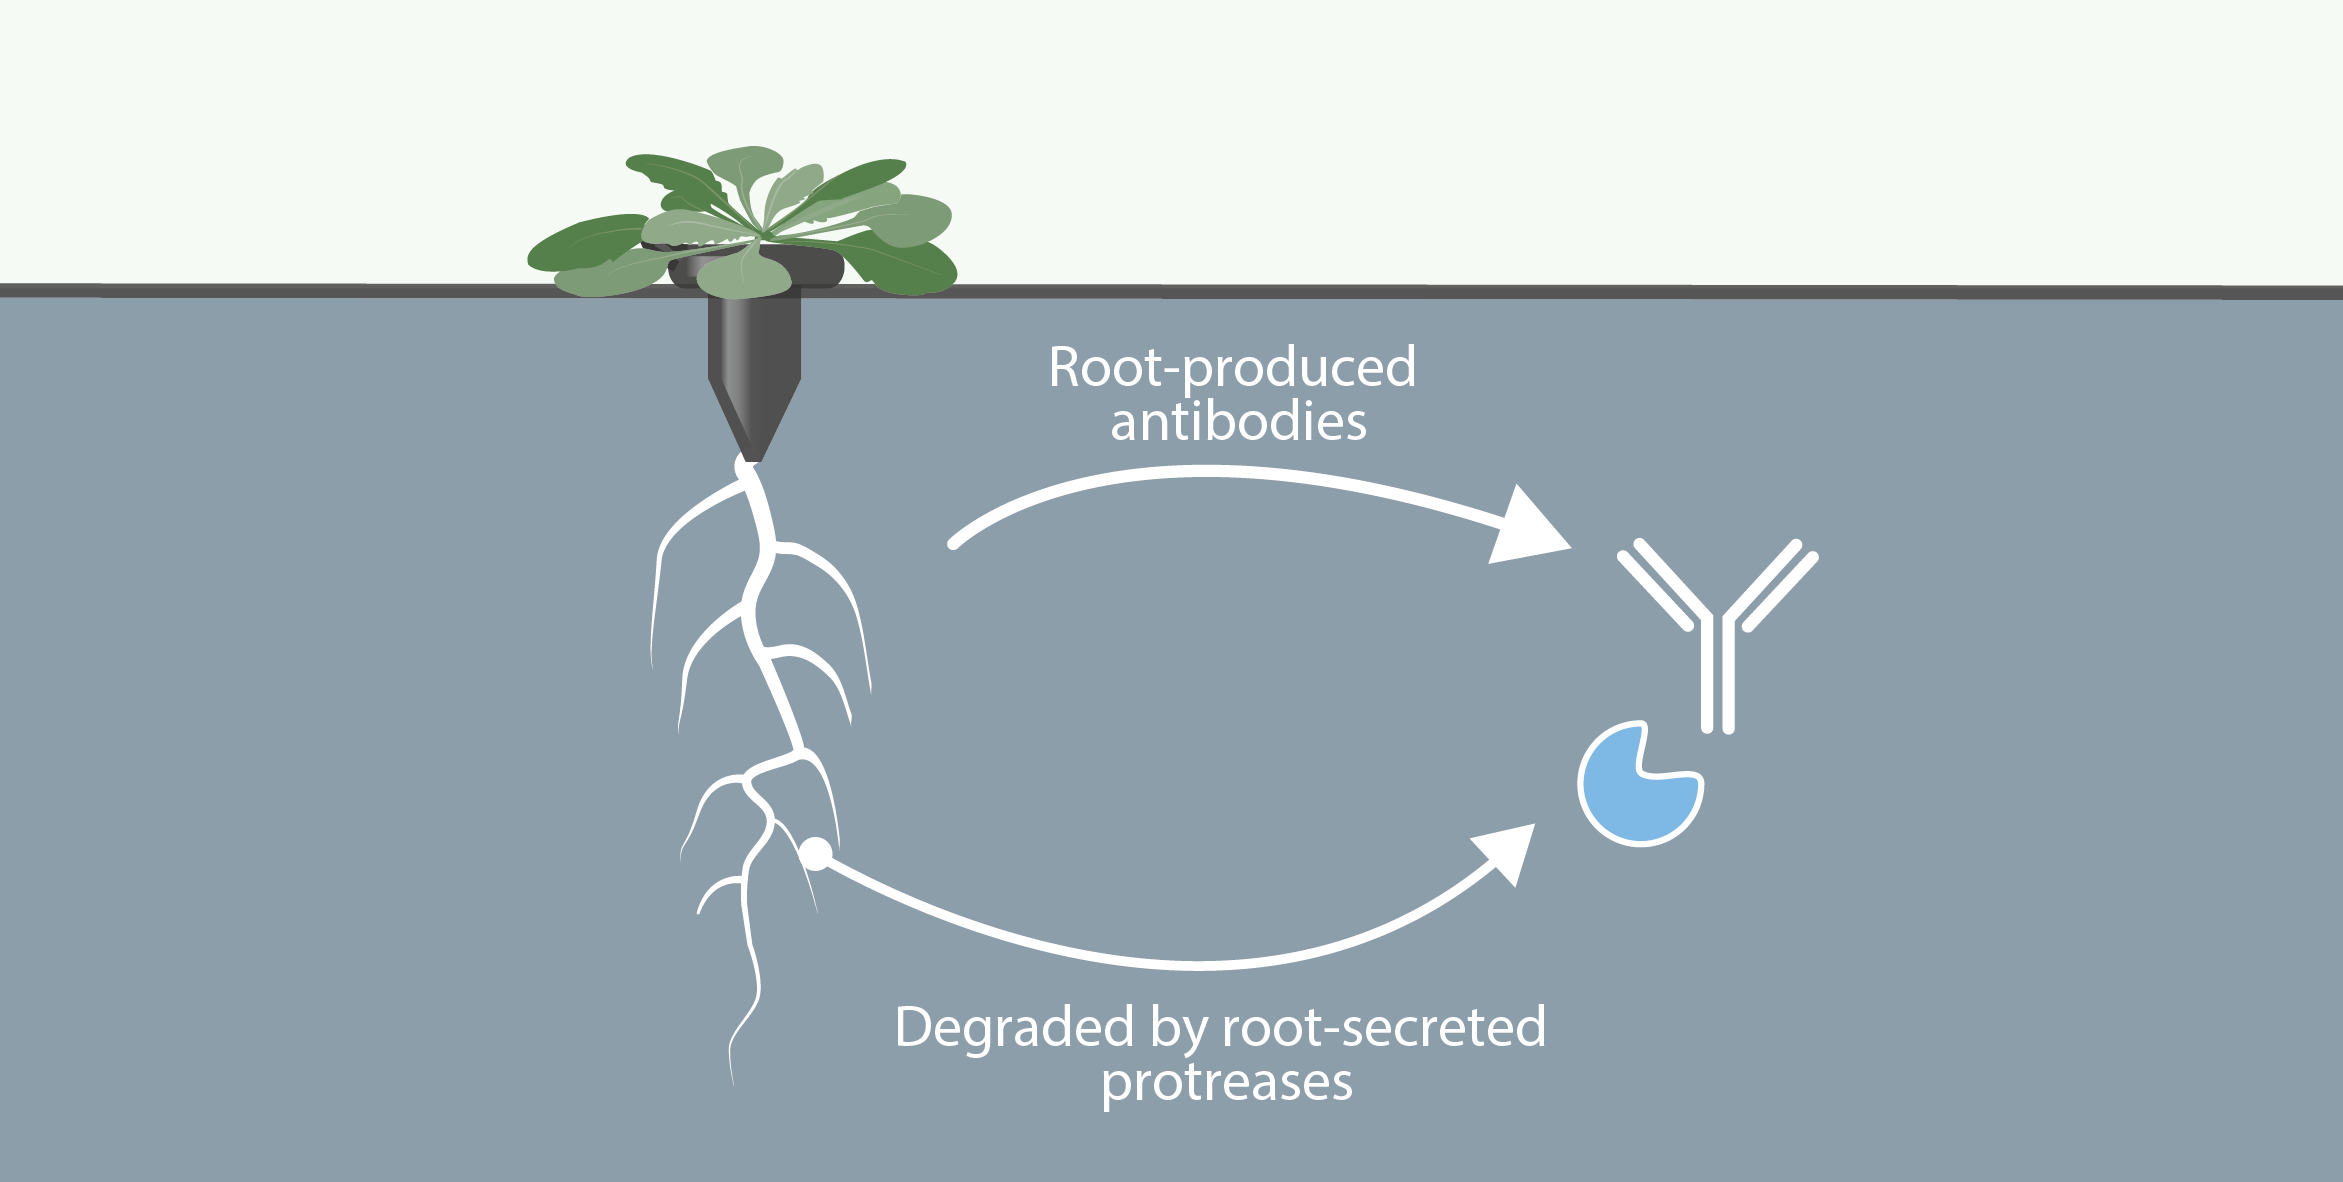 Root-produced
antibodies
Degraded by root-secreted
protreases